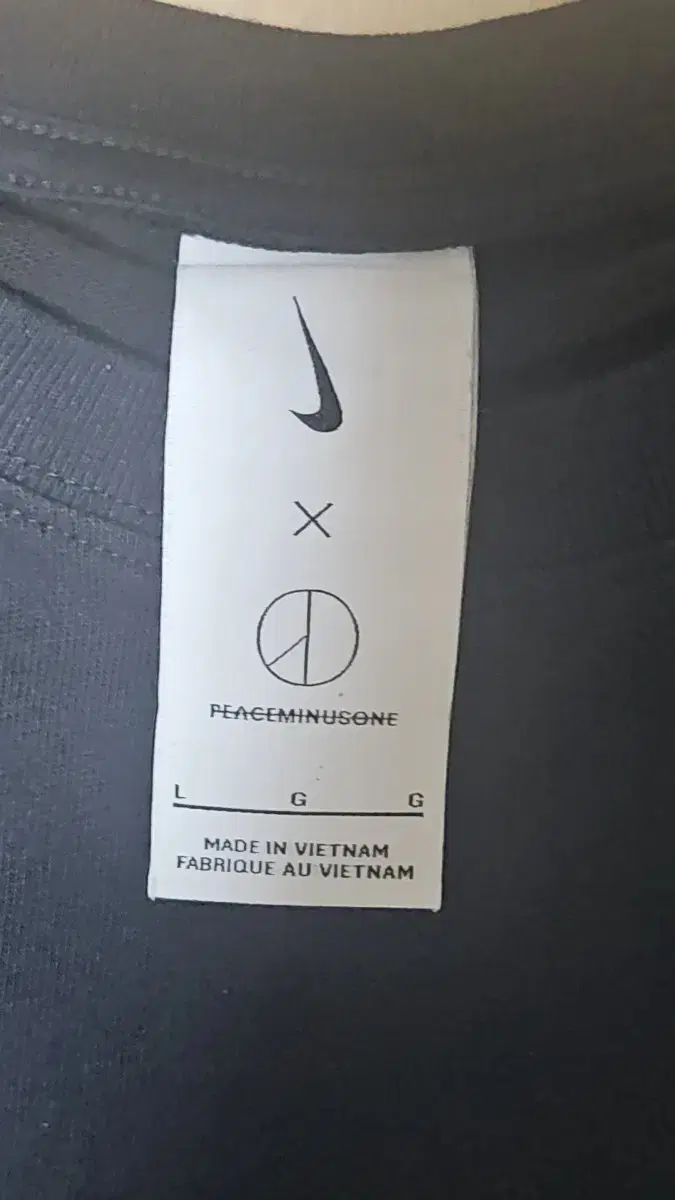 X
PEACEMINUSONE
L G G
MADE IN VIETNAM
FABRIQUE AU VIETNAM